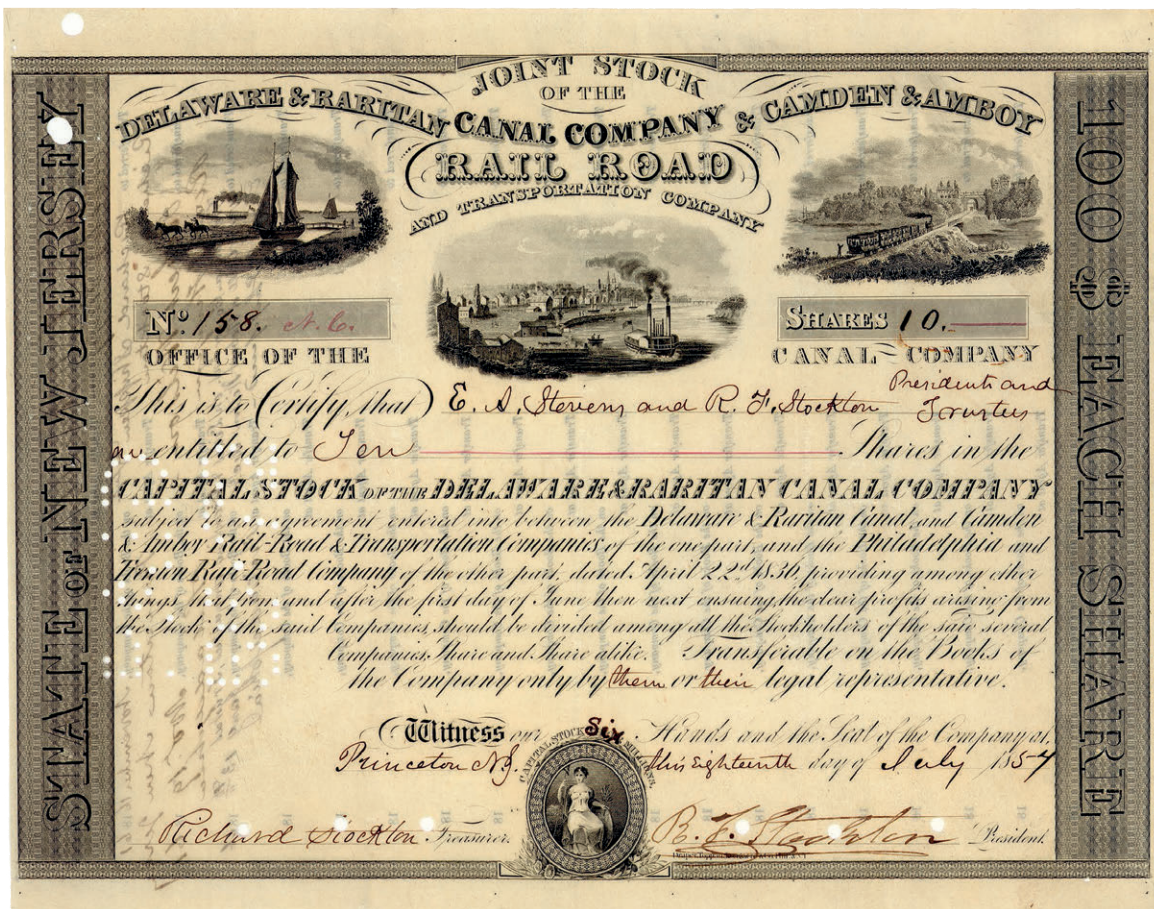 JOINT STOCK
OF THE
DELAWARE & RARITAN CANAL COMPANY & CAMDEN & AMBOY
RAIL ROAD
AND TRANSPORTATION COMPANY
STATE OF NEW JERSEY
100 $ EACH SHARE
No. 158. N.C.
SHARES 10.
OFFICE OF THE CANAL COMPANY
This is to Certify, that E. A. Stevens and R. F. Stockton Presidents and Trustees
are entitled to Ten Shares in the
CAPITAL STOCK OF THE DELAWARE & RARITAN CANAL COMPANY
subject to an agreement entered into between the Delaware & Raritan Canal, and Camden
& Amboy Rail-Road & Transportation Companies of the one part, and the Philadelphia and
Trenton Rail-Road Company of the other part, dated April 22d 1836, providing among other
things, that from and after the first day of June then next ensuing, the clear profits arising from
the Stock of the said Companies, should be divided among all the Stockholders of the said several
Companies, Share and Share alike. Transferable on the Books of
the Company only by them or their legal representative.
Witness our Hands and the Seal of the Company at
Princeton N.J. this Eighteenth day of July 1857
CAPITAL STOCK Six MILLIONS
Richard Stockton Treasurer.
R. F. Stockton President.